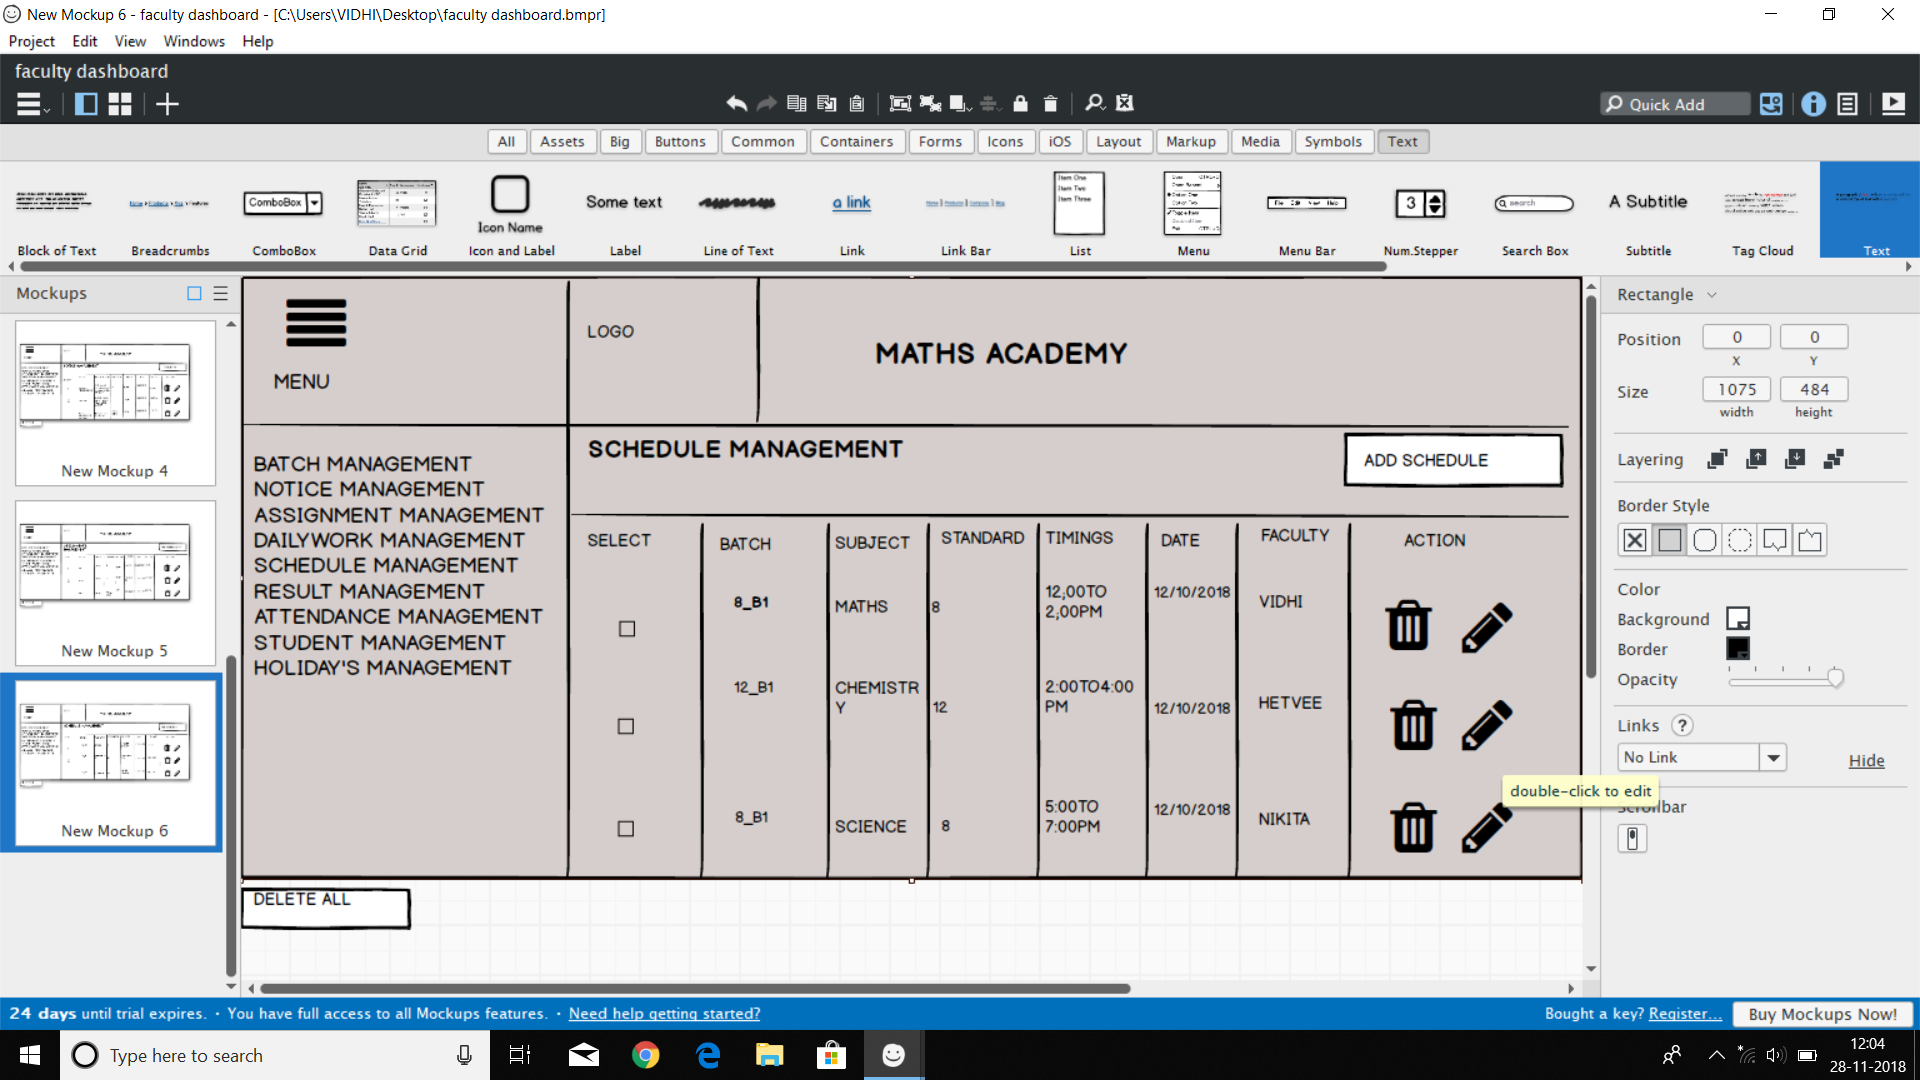 New Mockup 6 - faculty dashboard - [C:\Users\VIDHI\Desktop\faculty dashboard.bmpr]
Project Edit View Windows Help
faculty dashboard
Quick Add
All Assets Big Buttons Common Containers Forms Icons iOS Layout Markup Media Symbols Text
ComboBox
Icon Name
Some text
a link
Item One
Item Two
Item Three
3
search
A Subtitle
Block of Text Breadcrumbs ComboBox Data Grid Icon and Label Label Line of Text Link Link Bar List Menu Menu Bar Num.Stepper Search Box Subtitle Tag Cloud Text
Mockups
New Mockup 4
New Mockup 5
New Mockup 6
MENU
LOGO
MATHS ACADEMY
BATCH MANAGEMENT
NOTICE MANAGEMENT
ASSIGNMENT MANAGEMENT
DAILYWORK MANAGEMENT
SCHEDULE MANAGEMENT
RESULT MANAGEMENT
ATTENDANCE MANAGEMENT
STUDENT MANAGEMENT
HOLIDAY'S MANAGEMENT
SCHEDULE MANAGEMENT
ADD SCHEDULE
SELECT BATCH SUBJECT STANDARD TIMINGS DATE FACULTY ACTION
8_B1 MATHS 8 12,00TO 12/10/2018 VIDHI
2,00PM
12_B1 CHEMISTR 12 2:00TO4:00 12/10/2018 HETVEE
Y PM
8_B1 SCIENCE 8 5:00TO 12/10/2018 NIKITA
7:00PM
DELETE ALL
Rectangle
Position 0 0
X Y
Size 1075 484
width height
Layering
Border Style
Color
Background
Border
Opacity
Links ?
No Link
Hide
double-click to edit
Scrollbar
24 days until trial expires. · You have full access to all Mockups features. · Need help getting started?
Bought a key? Register... Buy Mockups Now!
Type here to search
12:04
28-11-2018